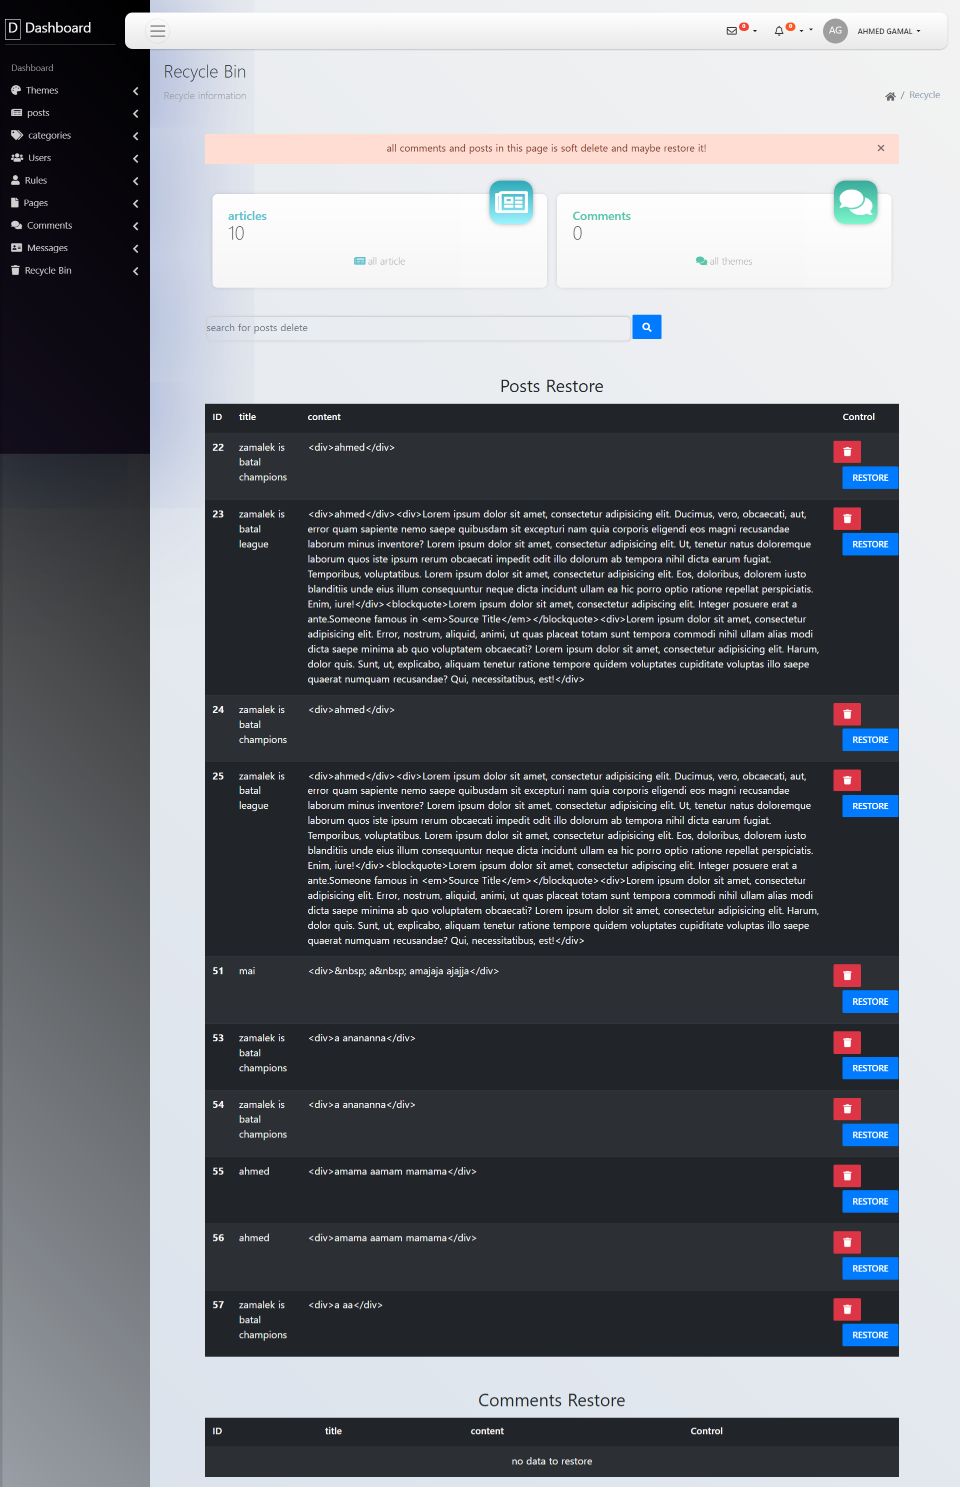 D Dashboard
0
0
AG
AHMED GAMAL
Dashboard
Themes
posts
categories
Users
Rules
Pages
Comments
Messages
Recycle Bin
Recycle Bin
Recycle information
/ Recycle
all comments and posts in this page is soft delete and maybe restore it!
×
articles
10
all article
Comments
0
all themes
search for posts delete
Posts Restore
ID title content Control
22 zamalek is <div>ahmed</div>
batal
champions
RESTORE
23 zamalek is <div>ahmed</div><div>Lorem ipsum dolor sit amet, consectetur adipisicing elit. Ducimus, vero, obcaecati, aut,
batal error quam sapiente nemo saepe quibusdam sit excepturi nam quia corporis eligendi eos magni recusandae
league laborum minus inventore? Lorem ipsum dolor sit amet, consectetur adipisicing elit. Ut, tenetur natus doloremque
RESTORE
laborum quos iste ipsum rerum obcaecati impedit odit illo dolorum ab tempora nihil dicta earum fugiat.
Temporibus, voluptatibus. Lorem ipsum dolor sit amet, consectetur adipisicing elit. Eos, doloribus, dolorem iusto
blanditiis unde eius illum consequuntur neque dicta incidunt ullam ea hic porro optio ratione repellat perspiciatis.
Enim, iure!</div><blockquote>Lorem ipsum dolor sit amet, consectetur adipiscing elit. Integer posuere erat a
ante.Someone famous in <em>Source Title</em></blockquote><div>Lorem ipsum dolor sit amet, consectetur
adipisicing elit. Error, nostrum, aliquid, animi, ut quas placeat totam sunt tempora commodi nihil ullam alias modi
dicta saepe minima ab quo voluptatem obcaecati? Lorem ipsum dolor sit amet, consectetur adipisicing elit. Harum,
dolor quis. Sunt, ut, explicabo, aliquam tenetur ratione tempore quidem voluptates cupiditate voluptas illo saepe
quaerat numquam recusandae? Qui, necessitatibus, est!</div>
24 zamalek is <div>ahmed</div>
batal
champions
RESTORE
25 zamalek is <div>ahmed</div><div>Lorem ipsum dolor sit amet, consectetur adipisicing elit. Ducimus, vero, obcaecati, aut,
batal error quam sapiente nemo saepe quibusdam sit excepturi nam quia corporis eligendi eos magni recusandae
league laborum minus inventore? Lorem ipsum dolor sit amet, consectetur adipisicing elit. Ut, tenetur natus doloremque
RESTORE
laborum quos iste ipsum rerum obcaecati impedit odit illo dolorum ab tempora nihil dicta earum fugiat.
Temporibus, voluptatibus. Lorem ipsum dolor sit amet, consectetur adipisicing elit. Eos, doloribus, dolorem iusto
blanditiis unde eius illum consequuntur neque dicta incidunt ullam ea hic porro optio ratione repellat perspiciatis.
Enim, iure!</div><blockquote>Lorem ipsum dolor sit amet, consectetur adipiscing elit. Integer posuere erat a
ante.Someone famous in <em>Source Title</em></blockquote><div>Lorem ipsum dolor sit amet, consectetur
adipisicing elit. Error, nostrum, aliquid, animi, ut quas placeat totam sunt tempora commodi nihil ullam alias modi
dicta saepe minima ab quo voluptatem obcaecati? Lorem ipsum dolor sit amet, consectetur adipisicing elit. Harum,
dolor quis. Sunt, ut, explicabo, aliquam tenetur ratione tempore quidem voluptates cupiditate voluptas illo saepe
quaerat numquam recusandae? Qui, necessitatibus, est!</div>
51 mai <div>&nbsp; a&nbsp; amajaja ajajja</div>
RESTORE
53 zamalek is <div>a anananna</div>
batal
champions
RESTORE
54 zamalek is <div>a anananna</div>
batal
champions
RESTORE
55 ahmed <div>amama aamam mamama</div>
RESTORE
56 ahmed <div>amama aamam mamama</div>
RESTORE
57 zamalek is <div>a aa</div>
batal
champions
RESTORE
Comments Restore
ID title content Control
no data to restore